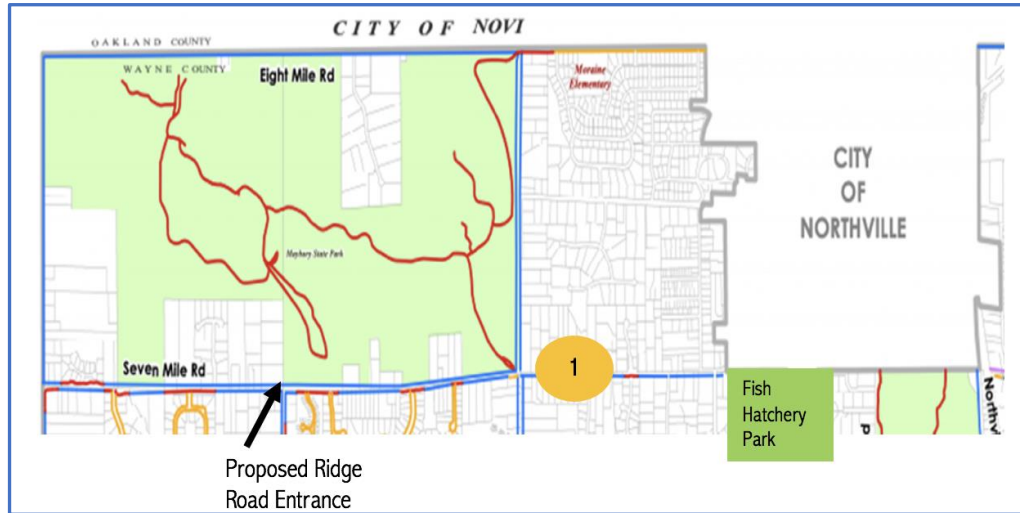 CITY OF NOVI
OAKLAND COUNTY
WAYNE COUNTY
Eight Mile Rd
Moraine
Elementary
CITY
OF
NORTHVILLE
Maybury State Park
1
Seven Mile Rd
Fish
Hatchery
Park
Northv
P
Proposed Ridge
Road Entrance